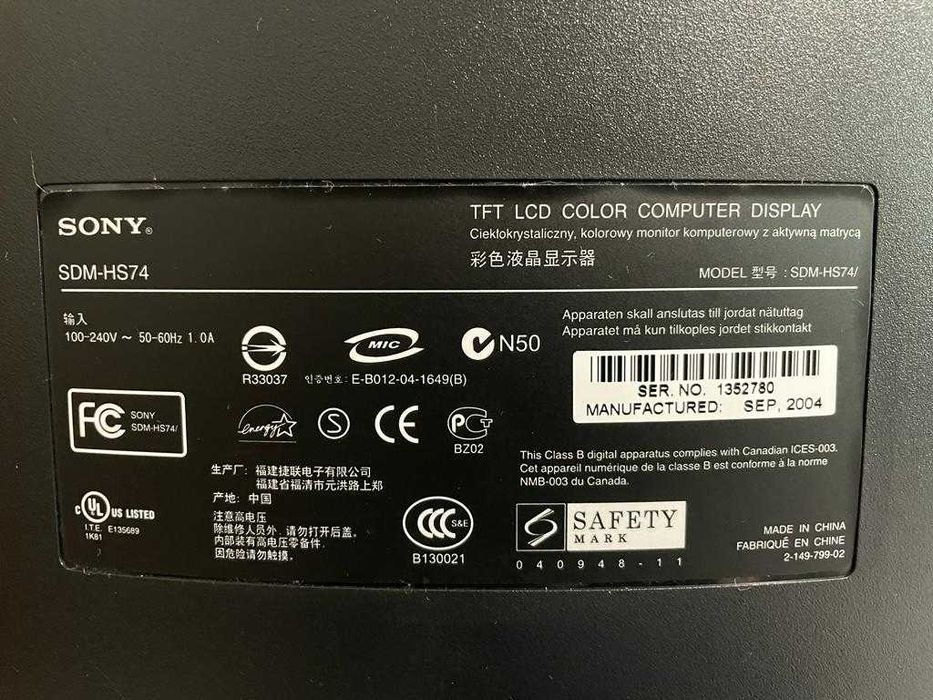 SONY®
SDM-HS74
TFT LCD COLOR COMPUTER DISPLAY
Ciekłokrystaliczny, kolorowy monitor komputerowy z aktywną matrycą
彩色液晶显示器
MODEL 型号 : SDM-HS74/
输入
100-240V ~ 50-60Hz 1.0A
R33037
MIC
인증번호: E-B012-04-1649(B)
N50
Apparaten skall anslutas till jordat nätuttag
Apparatet må kun tilkoples jordet stikkontakt
SER. NO. 1352780
MANUFACTURED: SEP, 2004
FC
SONY
SDM-HS74/
energy
S
CE
PCT
BZ02
This Class B digital apparatus complies with Canadian ICES-003.
Cet appareil numérique de la classe B est conforme à la norme
NMB-003 du Canada.
生产厂: 福建捷联电子有限公司
福建省福清市元洪路上郑
产地: 中国
注意高电压
除维修人员外, 请勿打开后盖。
内部装有高电压零备件,
因危险请勿触摸。
C UL US LISTED
I.T.E. E135689
1K81
CCC S&E
B130021
S SAFETY
MARK
040948-11
MADE IN CHINA
FABRIQUÉ EN CHINE
2-149-799-02